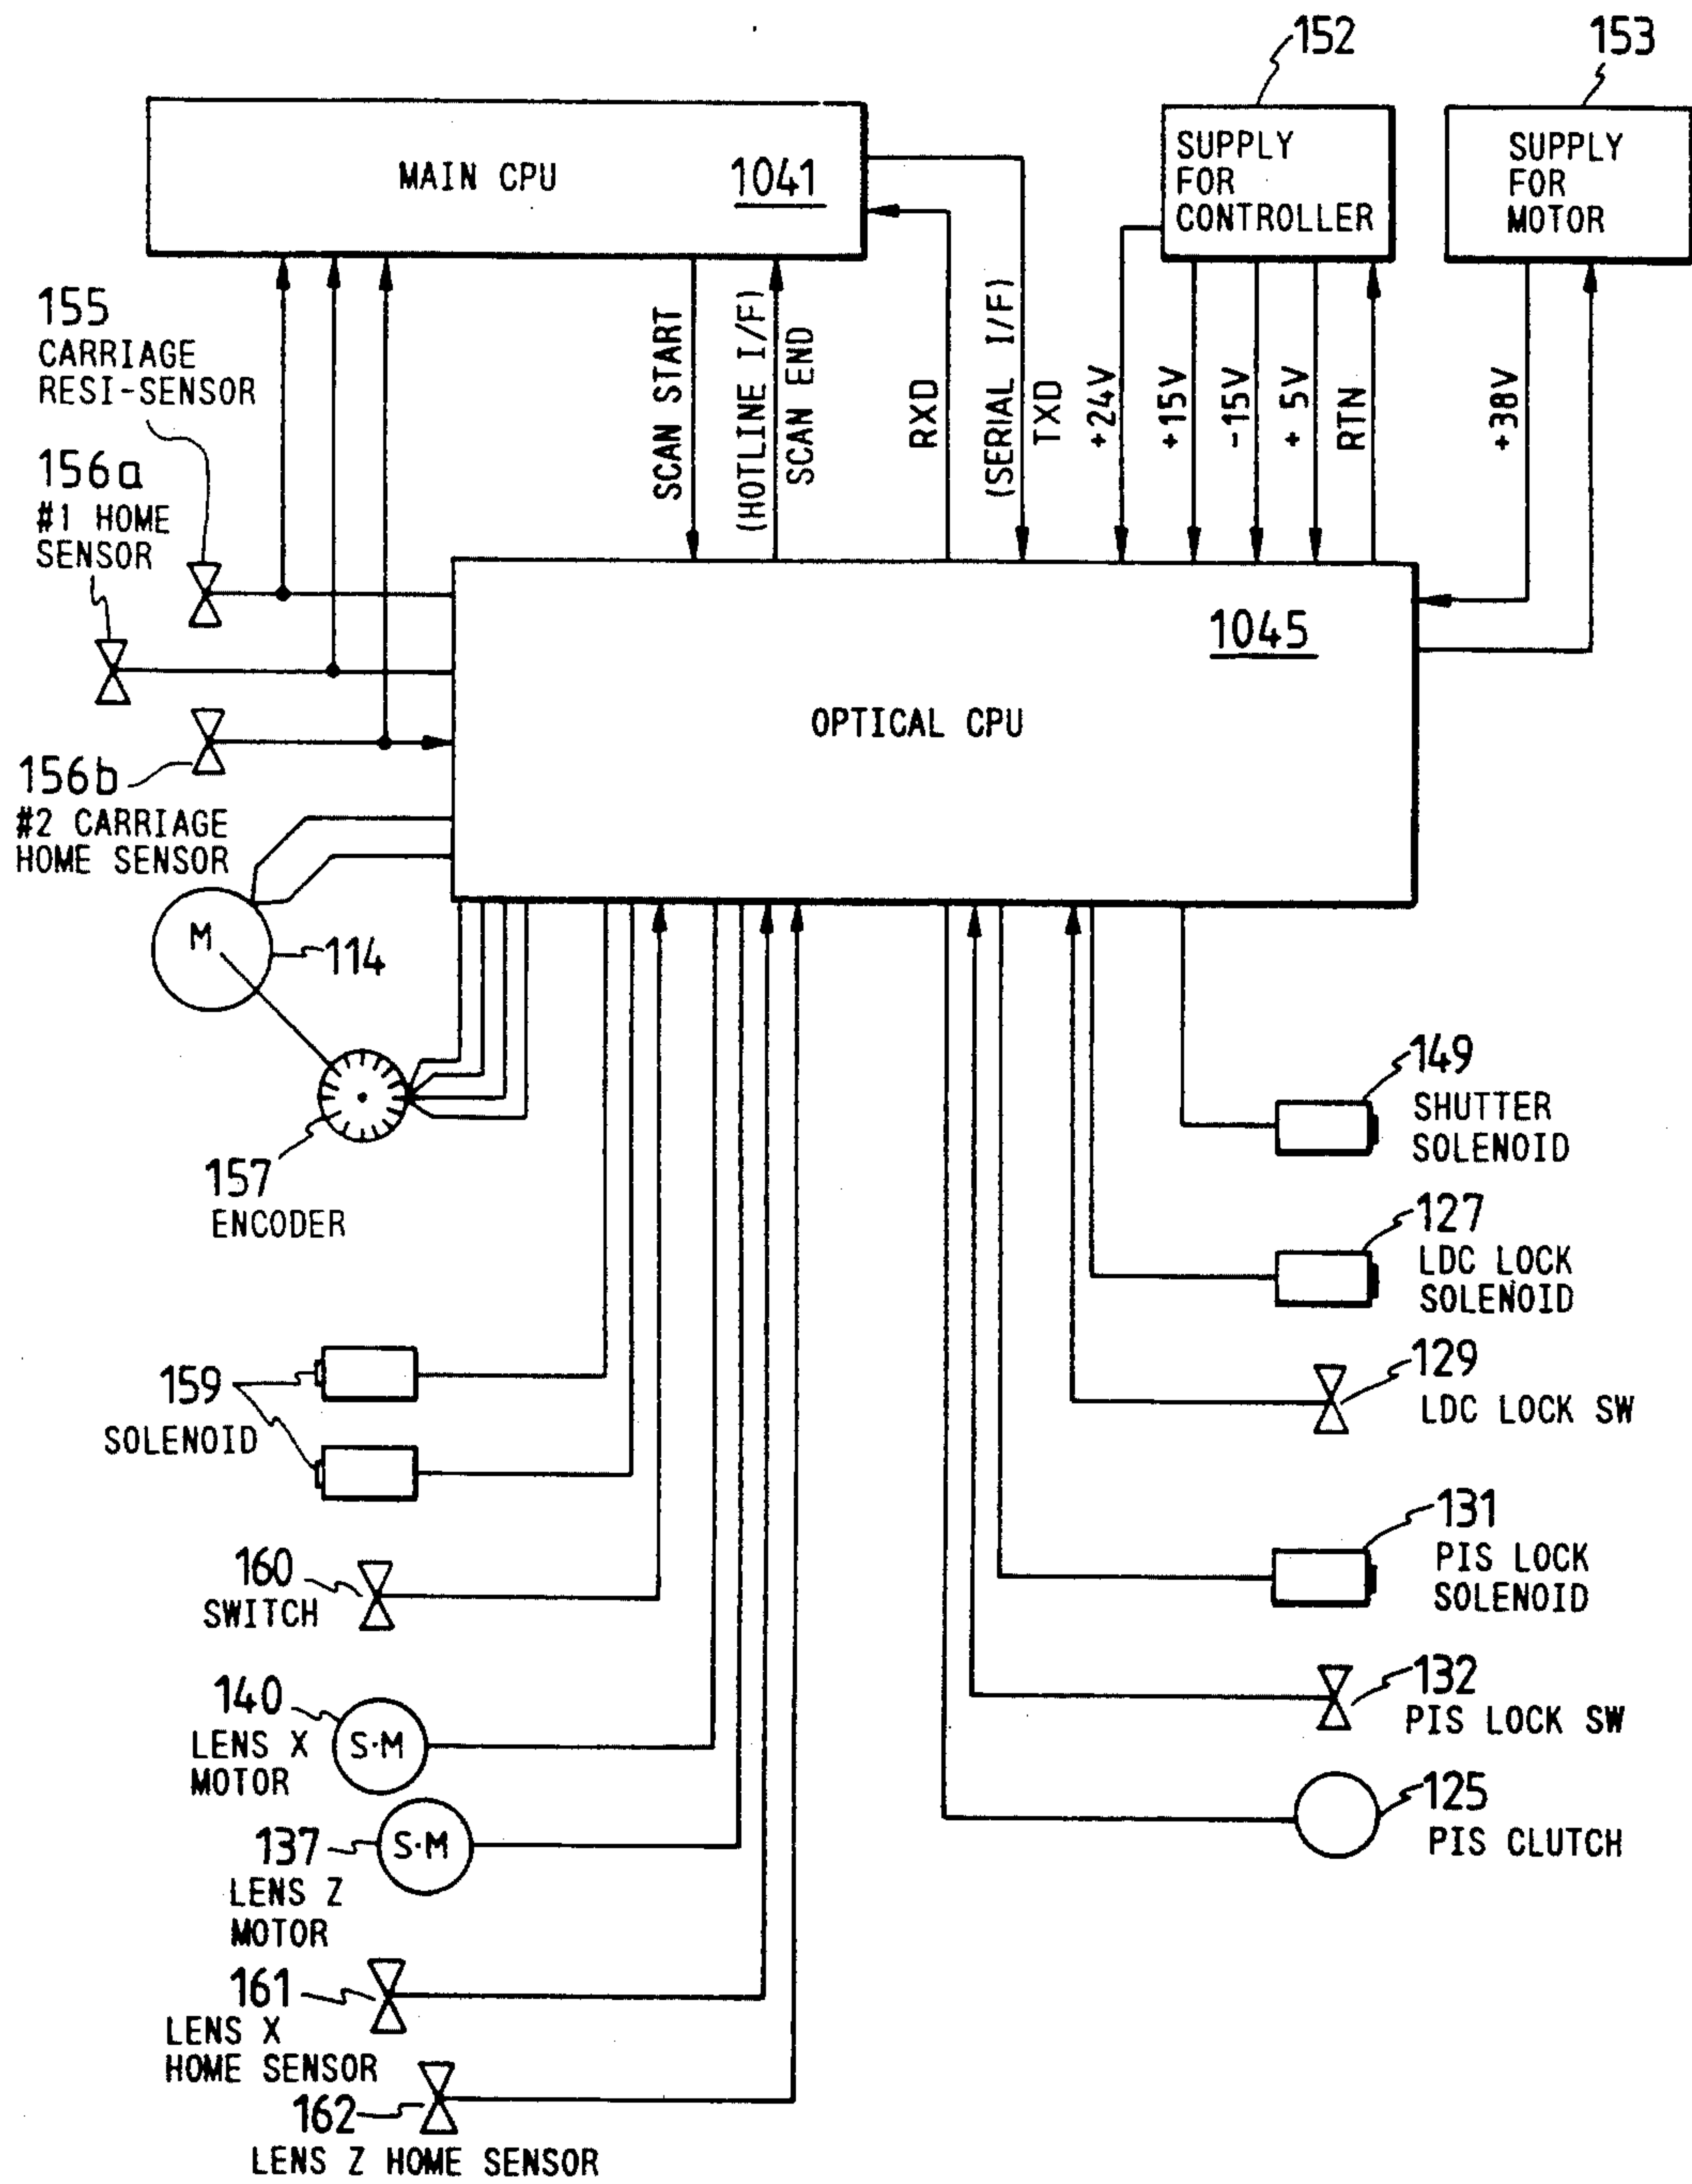 152
153
MAIN CPU
1041
SUPPLY
FOR
CONTROLLER
SUPPLY
FOR
MOTOR
155
CARRIAGE
RESI-SENSOR
156a
#1 HOME
SENSOR
SCAN START
(HOTLINE I/F)
SCAN END
RXD
(SERIAL I/F)
TXD
+24V
+15V
-15V
+ 5V
RTN
+38V
1045
OPTICAL CPU
156b
#2 CARRIAGE
HOME SENSOR
M
114
157
ENCODER
149
SHUTTER
SOLENOID
127
LDC LOCK
SOLENOID
129
LDC LOCK SW
159
SOLENOID
131
PIS LOCK
SOLENOID
160
SWITCH
132
PIS LOCK SW
140
LENS X
MOTOR
S·M
125
PIS CLUTCH
137
LENS Z
MOTOR
S·M
161
LENS X
HOME SENSOR
162
LENS Z HOME SENSOR